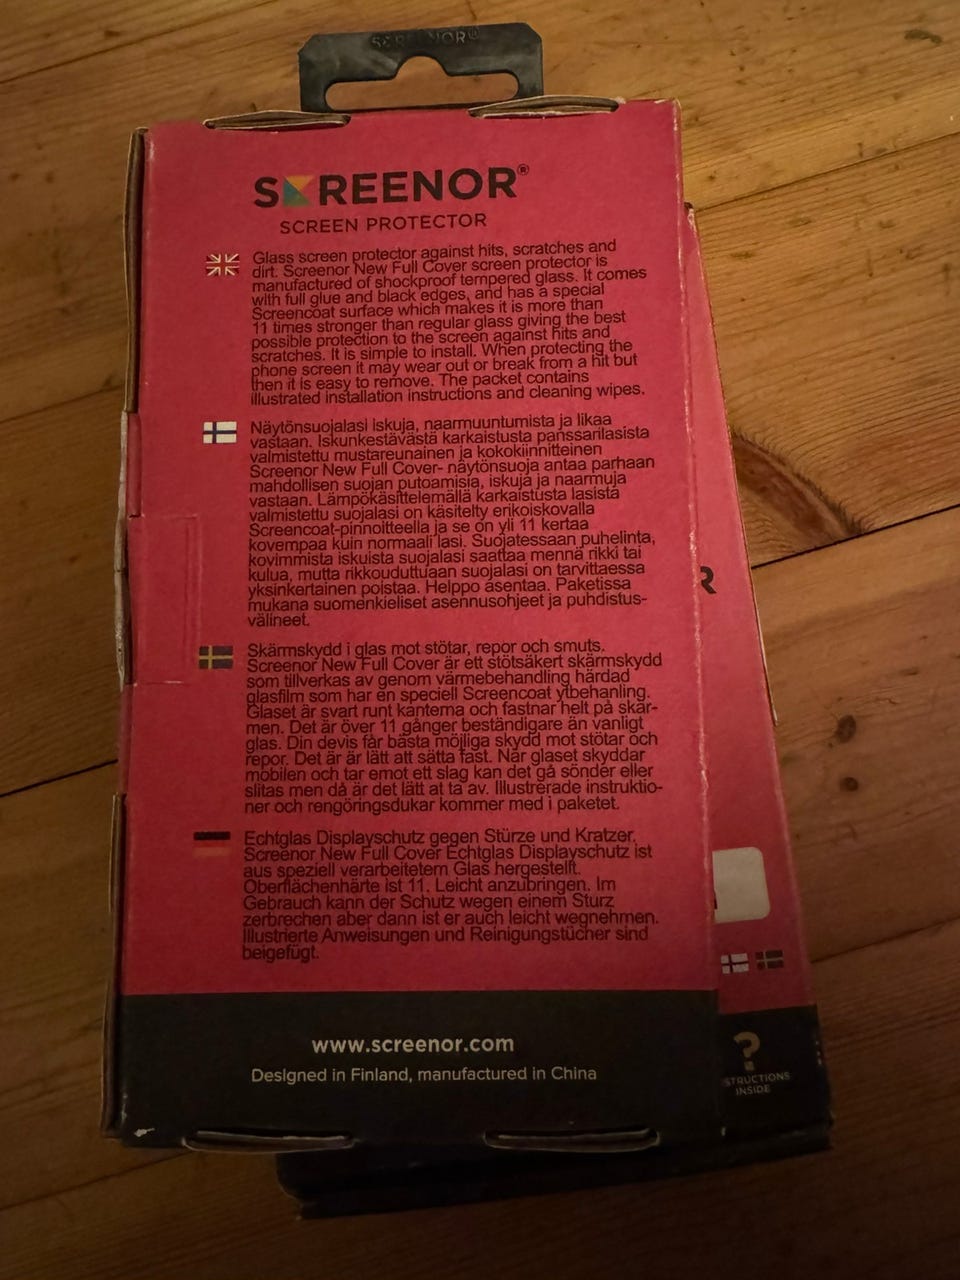 SCREENOR®
SCREENOR®
SCREEN PROTECTOR
Glass screen protector against hits, scratches and
dirt. Screenor New Full Cover screen protector is
manufactured of shockproof tempered glass. It comes
with full glue and black edges, and has a special
Screencoat surface which makes it is more than
11 times stronger than regular glass giving the best
possible protection to the screen against hits and
scratches. It is simple to install. When protecting the
phone screen it may wear out or break from a hit but
then it is easy to remove. The packet contains
illustrated installation instructions and cleaning wipes.
Näytönsuojalasi iskuja, naarmuuntumista ja likaa
vastaan. Iskunkestävästä karkaistusta panssarilasista
valmistettu mustareunainen ja kokokiinnitteinen
Screenor New Full Cover- näytönsuoja antaa parhaan
mahdollisen suojan putoamisia, iskuja ja naarmuja
vastaan. Lämpökäsittelemällä karkaistusta lasista
valmistettu suojalasi on käsitelty erikoiskovalla
Screencoat-pinnoitteella ja se on yli 11 kertaa
kovempaa kuin normaali lasi. Suojatessaan puhelinta,
kovimmista iskuista suojalasi saattaa mennä rikki tai
kulua, mutta rikkouduttuaan suojalasi on tarvittaessa
yksinkertainen poistaa. Helppo asentaa. Paketissa
mukana suomenkieliset asennusohjeet ja puhdistus-
välineet.
Skärmskydd i glas mot stötar, repor och smuts.
Screenor New Full Cover är ett stötsäkert skärmskydd
som tillverkas av genom värmebehandling härdad
glasfilm som har en speciell Screencoat ytbehanling.
Glaset är svart runt kanterna och fastnar helt på skär-
men. Det är över 11 gånger beständigare än vanligt
glas. Din devis får bästa möjliga skydd mot stötar och
repor. Det är är lätt att sätta fast. När glaset skyddar
mobilen och tar emot ett slag kan det gå sönder eller
slitas men då är det lätt at ta av. Illustrerade instruktio-
ner och rengöringsdukar kommer med i paketet.
Echtglas Displayschutz gegen Stürze und Kratzer.
Screenor New Full Cover Echtglas Displayschutz ist
aus speziell verarbeitetem Glas hergestellt.
Oberflächenhärte ist 11. Leicht anzubringen. Im
Gebrauch kann der Schutz wegen einem Sturz
zerbrechen aber dann ist er auch leicht wegnehmen.
Illustrierte Anweisungen und Reinigungstücher sind
beigefügt.
www.screenor.com
Designed in Finland, manufactured in China
R
?
STRUCTIONS
INSIDE